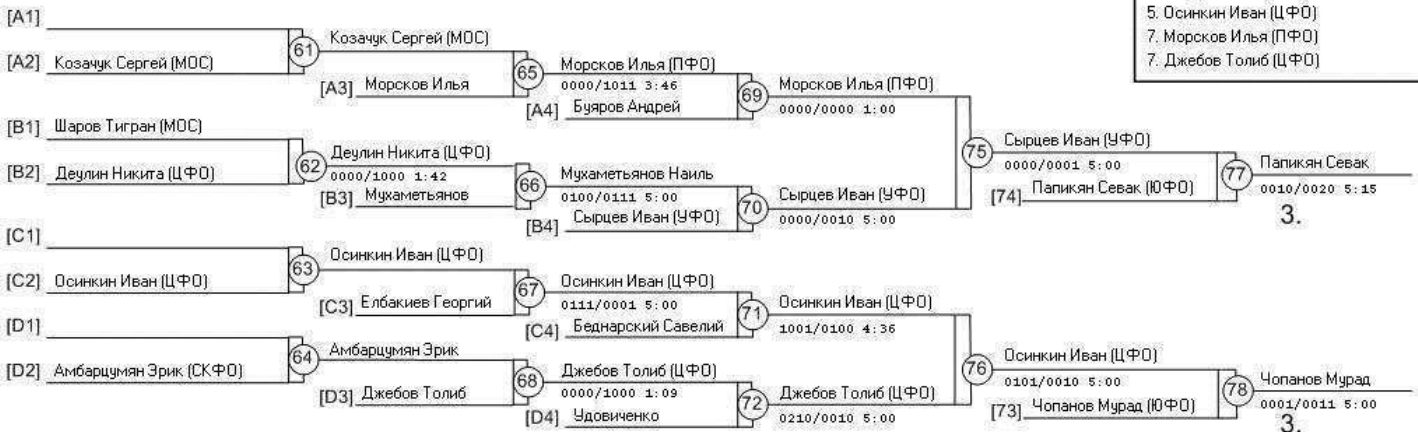 5. Осинкин Иван (ЦФО)
7. Морсков Илья (ПФО)
7. Джебов Толиб (ЦФО)
[A1]
61
Козачук Сергей (МОС)
[A2] Козачук Сергей (МОС)
[A3] Морсков Илья
65
Морсков Илья (ПФО)
0000/1011 3:46
[A4] Буяров Андрей
69
Морсков Илья (ПФО)
0000/0000 1:00
[B1] Шаров Тигран (МОС)
[B2] Деулин Никита (ЦФО)
62
Деулин Никита (ЦФО)
0000/1000 1:42
[B3] Мухаметьянов
66
Мухаметьянов Наиль
0100/0111 5:00
[B4] Сырцев Иван (УФО)
70
Сырцев Иван (УФО)
0000/0010 5:00
75
Сырцев Иван (УФО)
0000/0001 5:00
[74] Папикян Севак (ЮФО)
77
Папикян Севак
0010/0020 5:15
3.
[C1]
[C2] Осинкин Иван (ЦФО)
63
Осинкин Иван (ЦФО)
[C3] Елбакиев Георгий
67
Осинкин Иван (ЦФО)
0111/0001 5:00
[C4] Беднарский Савелий
71
Осинкин Иван (ЦФО)
1001/0100 4:36
[D1]
[D2] Амбарцумян Эрик (СКФО)
64
Амбарцумян Эрик
[D3] Джебов Толиб
68
Джебов Толиб (ЦФО)
0000/1000 1:09
[D4] Удовиченко
72
Джебов Толиб (ЦФО)
0210/0010 5:00
76
Осинкин Иван (ЦФО)
0101/0010 5:00
[73] Чопанов Мурад (ЮФО)
78
Чопанов Мурад
0001/0011 5:00
3.